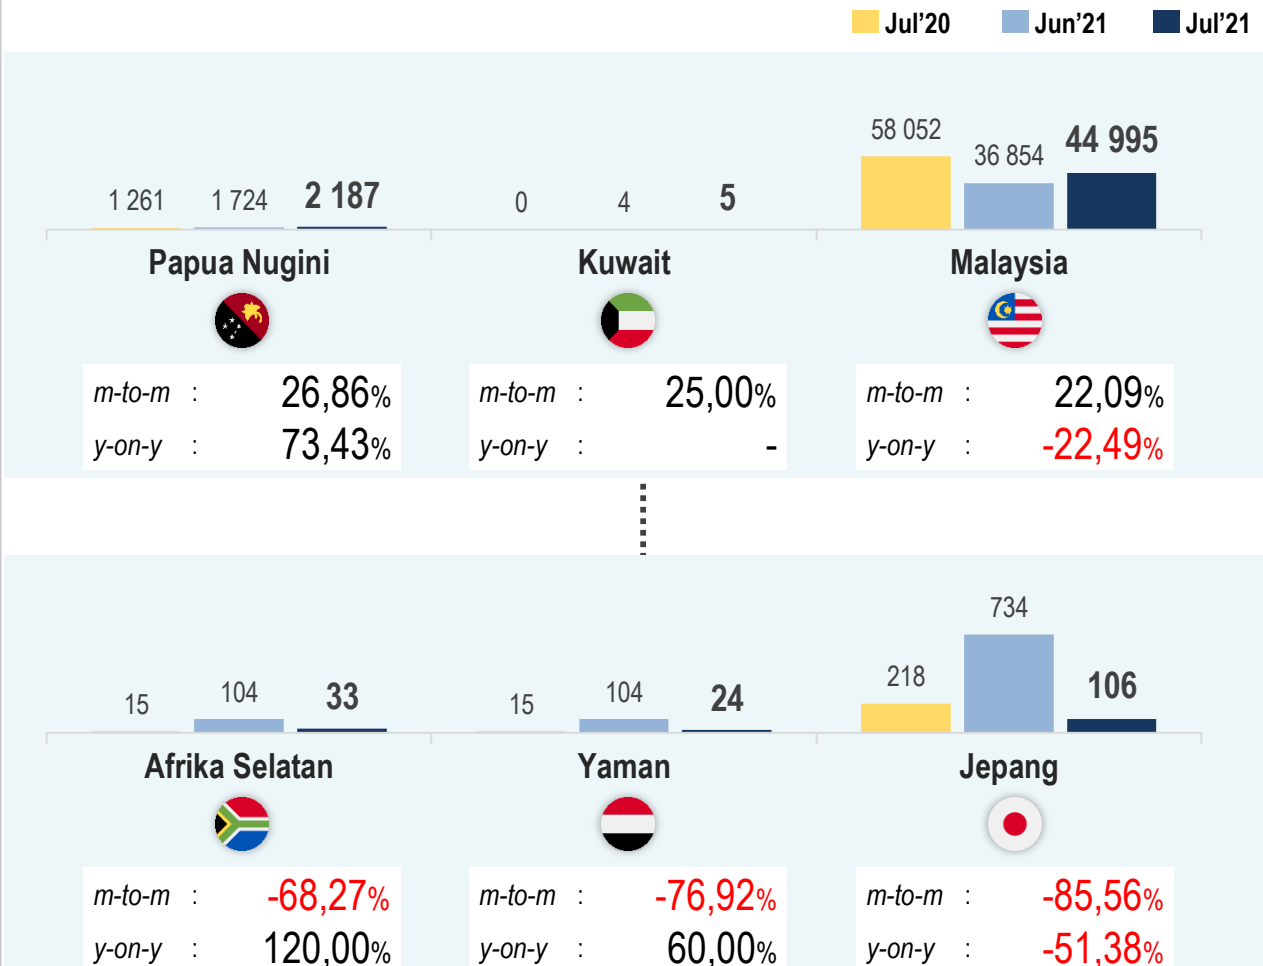 Jul’20 Jun’21 Jul’21
58 052 36 854 44 995
1 261 1 724 2 187 0 4 5
Papua Nugini Kuwait Malaysia
m-to-m : 26,86% m-to-m : 25,00% m-to-m : 22,09%
y-on-y : 73,43% y-on-y : - y-on-y : -22,49%
734
15 104 33 15 104 24 218 106
Afrika Selatan Yaman Jepang
m-to-m : -68,27% m-to-m : -76,92% m-to-m : -85,56%
y-on-y : 120,00% y-on-y : 60,00% y-on-y : -51,38%